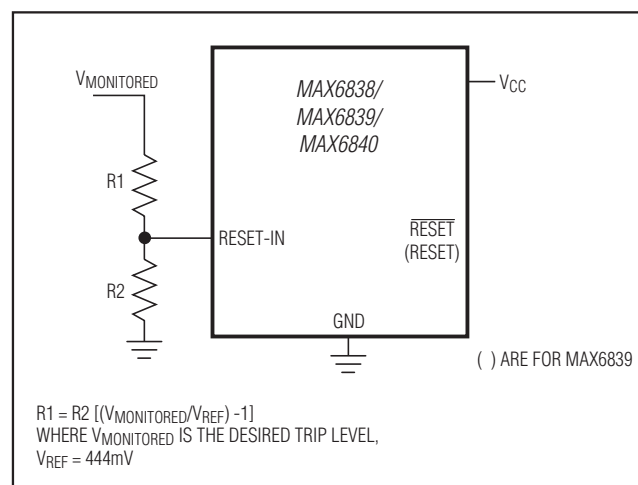 VMONITORED
MAX6838/
MAX6839/
MAX6840
VCC
R1
RESET-IN
RESET
(RESET)
R2
GND
( ) ARE FOR MAX6839
R1 = R2 [(VMONITORED/VREF) -1]
WHERE VMONITORED IS THE DESIRED TRIP LEVEL,
VREF = 444mV